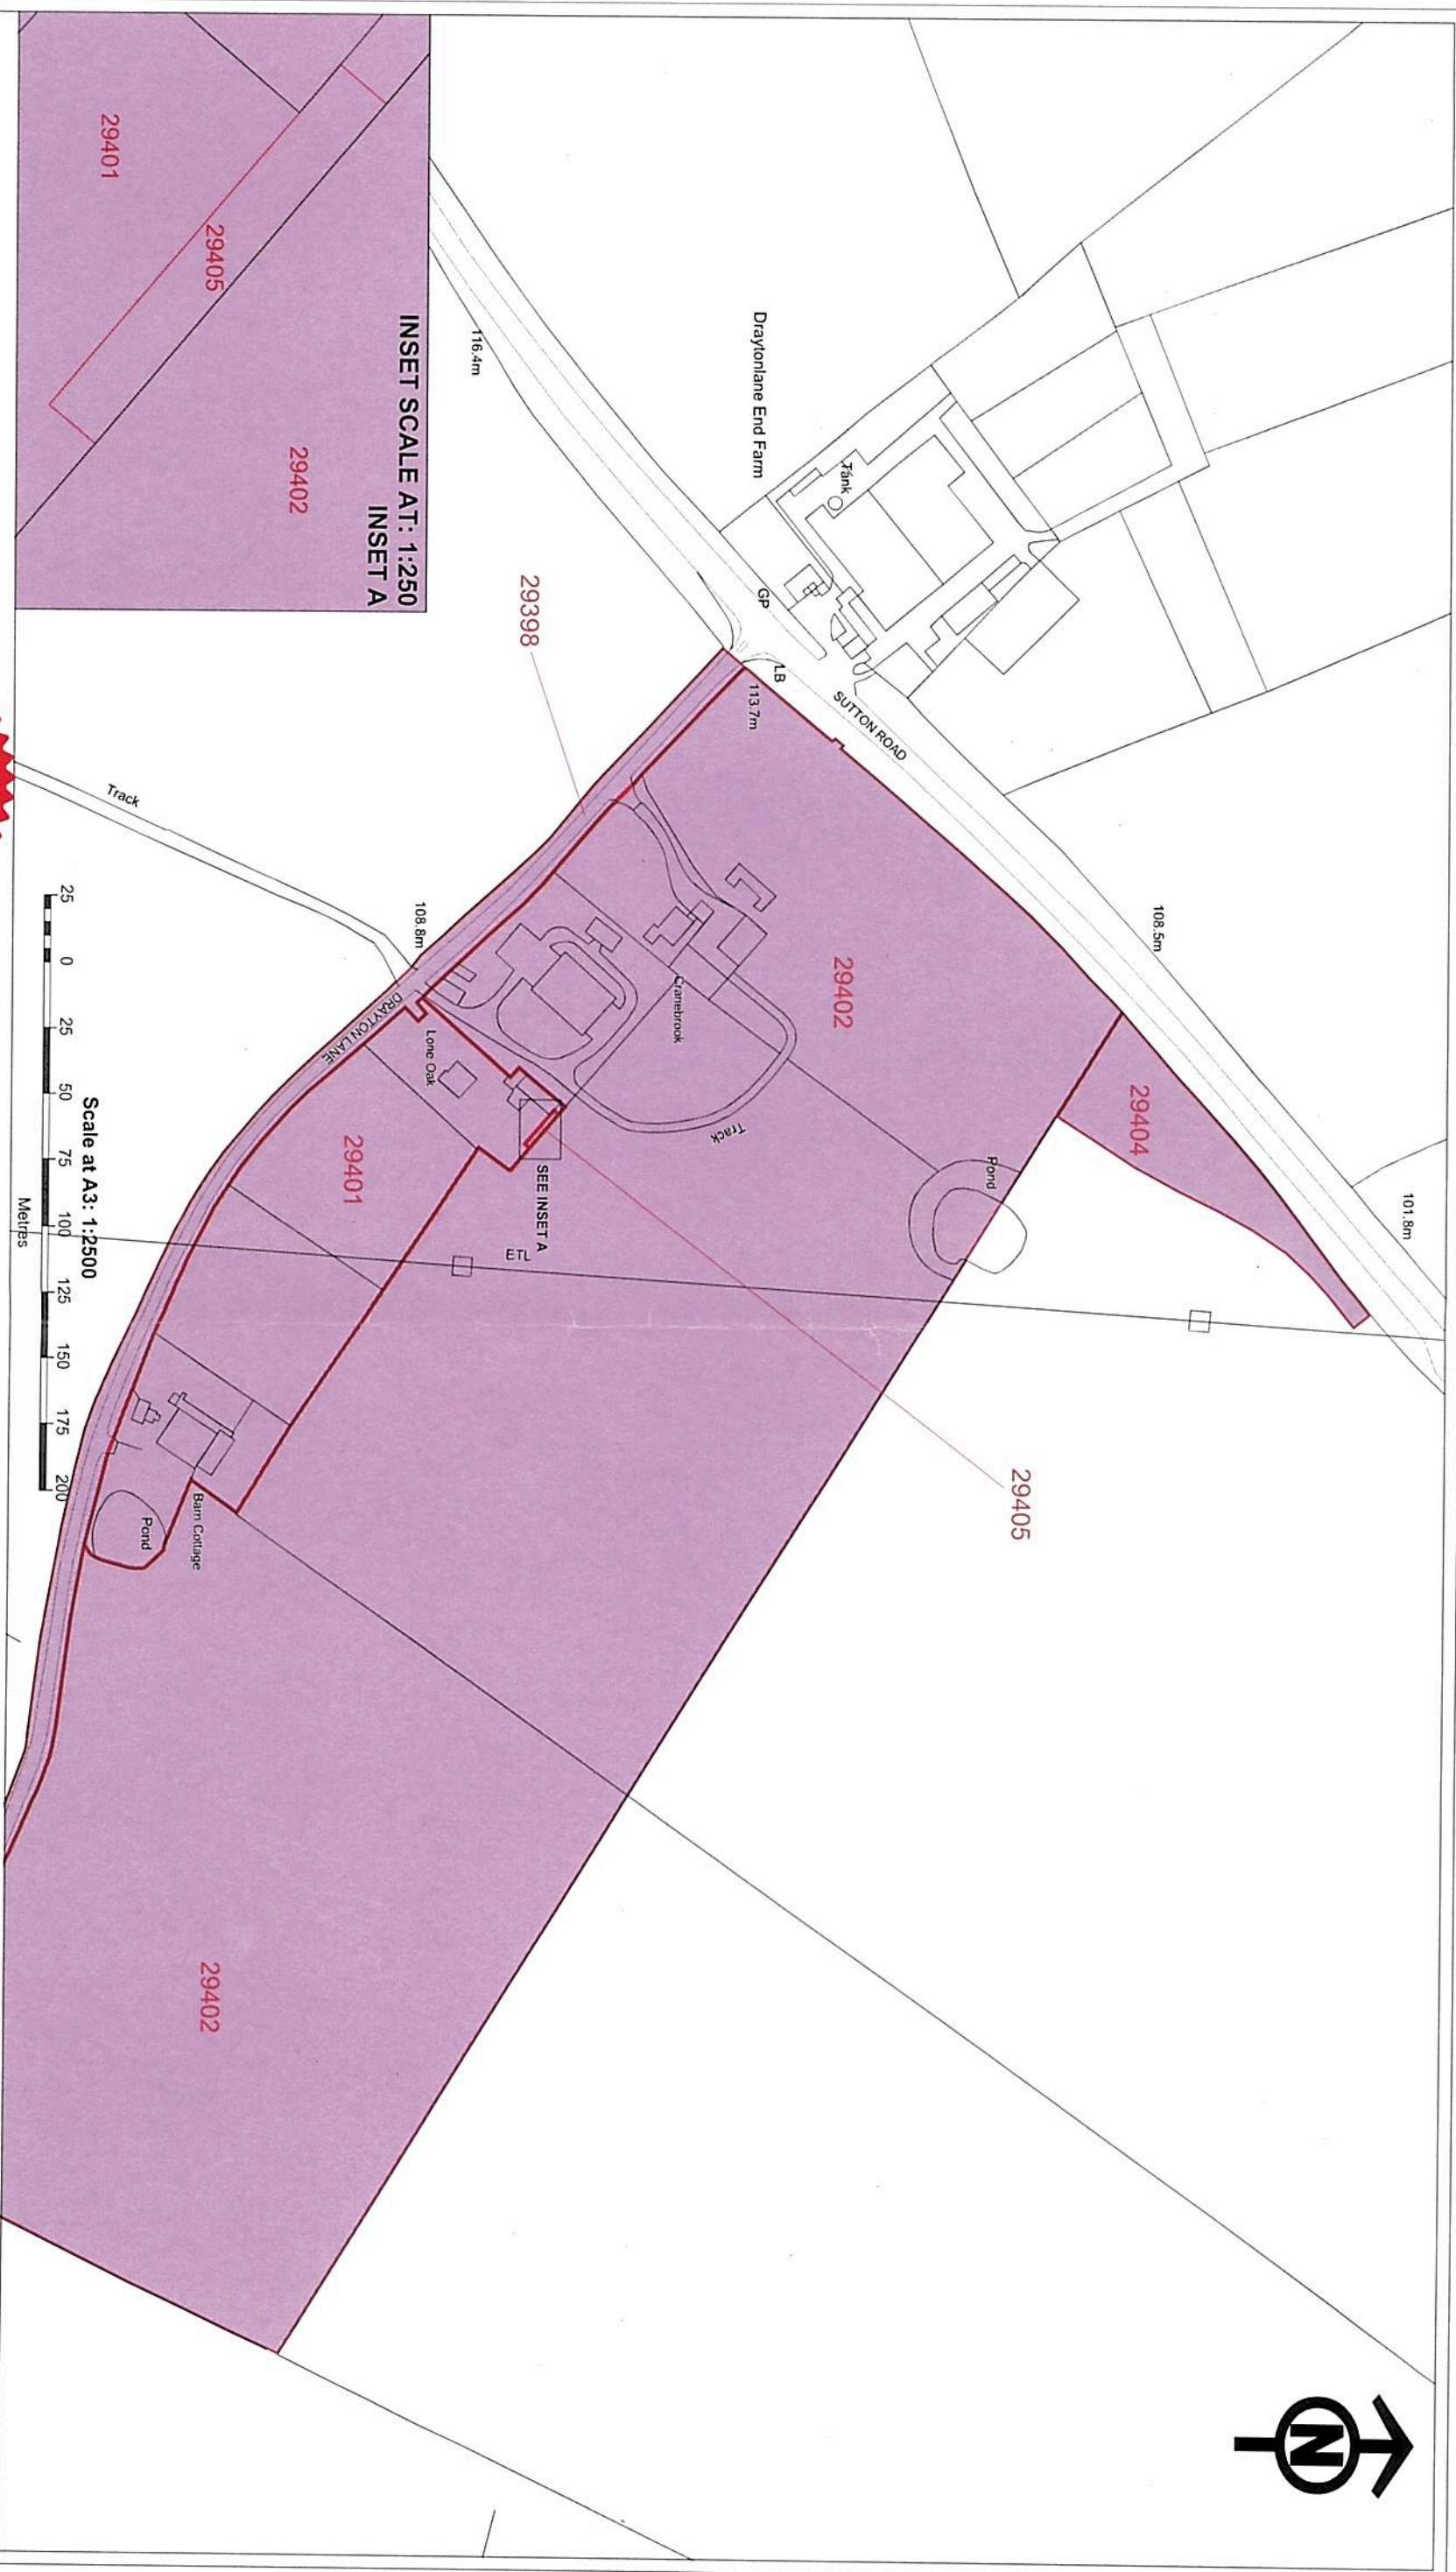 101.8m
108.5m
29404
SUTTON ROAD
Tank
Draytonlane End Farm
GP
LB
113.7m
29402
Pond
29405
Cranebrook
Track
116.4m
29398
SEE INSET A
ETL
Lone Oak
108.8m
DRAYTON LANE
29401
Track
Barn Cottage
Pond
29402
INSET SCALE AT: 1:250
INSET A
29402
29405
29401
Scale at A3: 1:2500
25 0 25 50 75 100 125 150 175 200
Metres
N